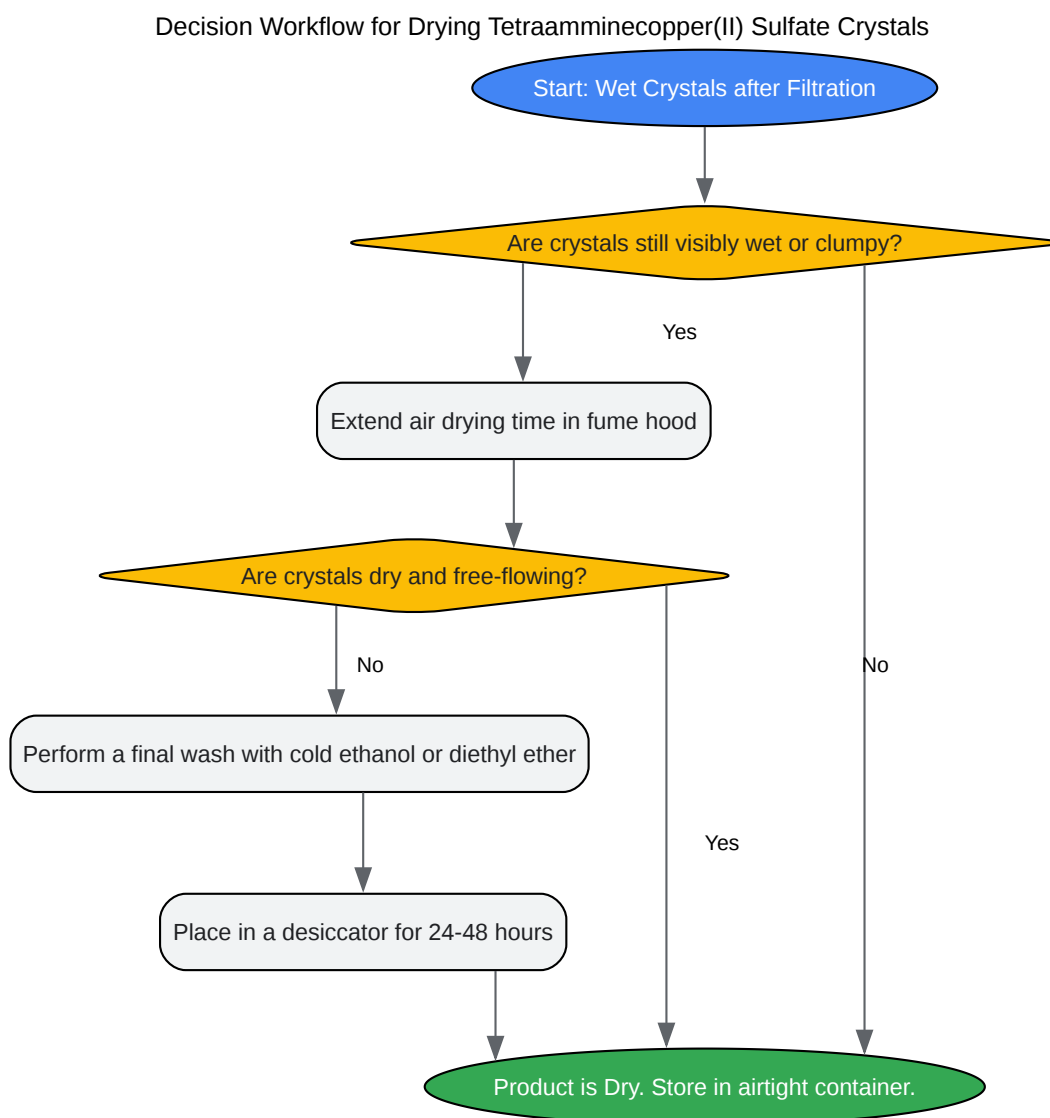 Decision Workflow for Drying Tetraamminecopper(II) Sulfate Crystals
Start: Wet Crystals after Filtration
Are crystals still visibly wet or clumpy?
Yes
Extend air drying time in fume hood
Are crystals dry and free-flowing?
No
No
Perform a final wash with cold ethanol or diethyl ether
Yes
Place in a desiccator for 24-48 hours
Product is Dry. Store in airtight container.